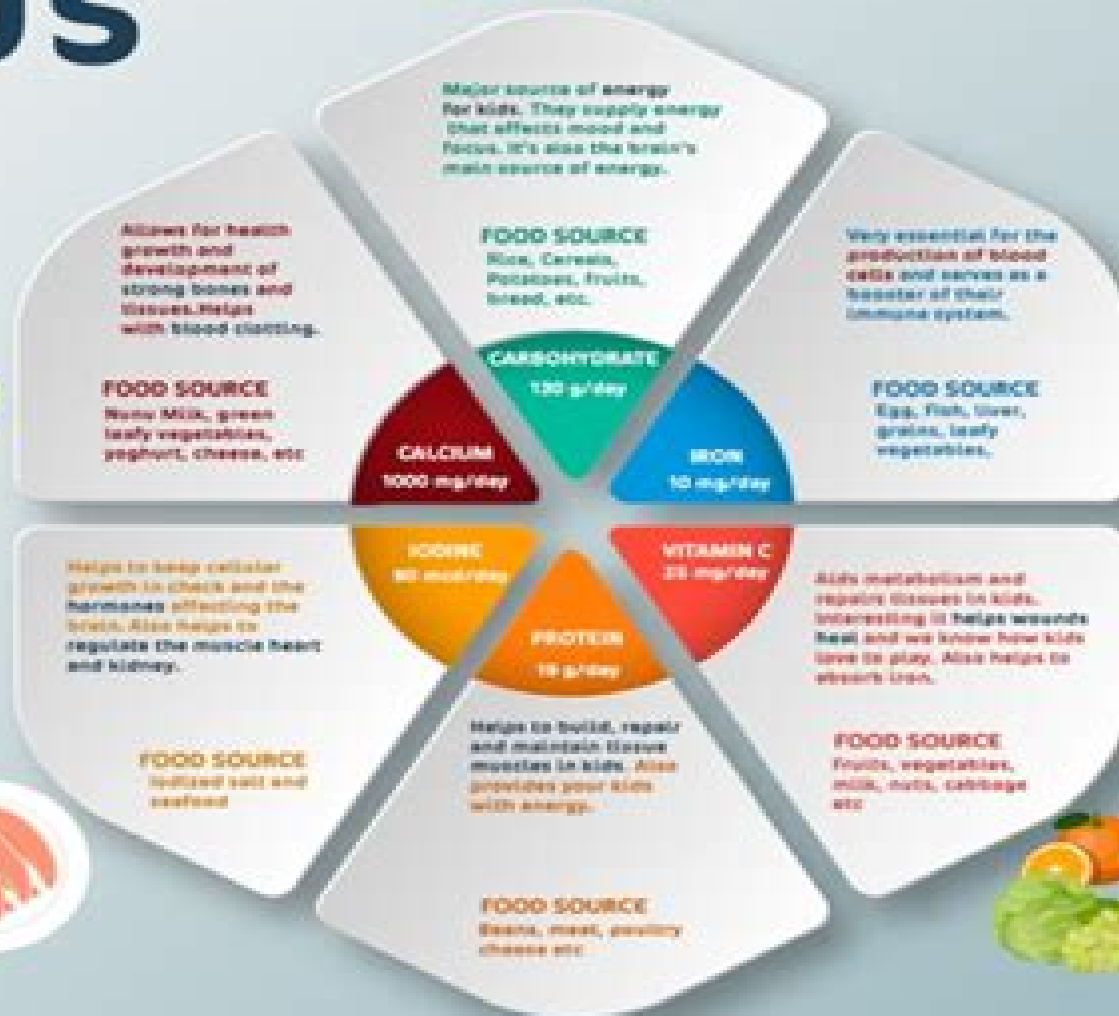 Major source of energy
for kids. They supply energy
that affects mood and
focus. It's also the brain's
main source of energy.
FOOD SOURCE
Rice, Cereals,
Potatoes, fruits,
bread, etc.
CARBOHYDRATE
130 g/day
Very essential for the
production of blood
cells and serves as a
booster of their
immune system.
FOOD SOURCE
Egg, fish, liver,
grains, leafy
vegetables,
IRON
10 mg/day
Aids metabolism and
repairs tissues in kids.
Interesting it helps wounds
heal and we know how kids
love to play. Also helps to
absorb iron.
FOOD SOURCE
Fruits, vegetables,
milk, nuts, cabbage
etc
VITAMIN C
25 mg/day
Helps to build, repair
and maintain tissue
muscles in kids Also
provides your kids
with energy.
FOOD SOURCE
Beans, meat, poultry
cheese etc
PROTEIN
19 g/day
Helps to keep cellular
growth in check and the
hormones affecting the
brain. Also helps to
regulate the muscle heart
and kidney.
FOOD SOURCE
Iodized salt and
seafood
IODINE
90
Allows for health
growth and
development of
strong bones and
tissues.Helps
with blood clotting.
FOOD SOURCE
Nunu Milk, green
leafy vegetables,
yoghurt, cheese, etc
CALCIUM
1000 mg/day